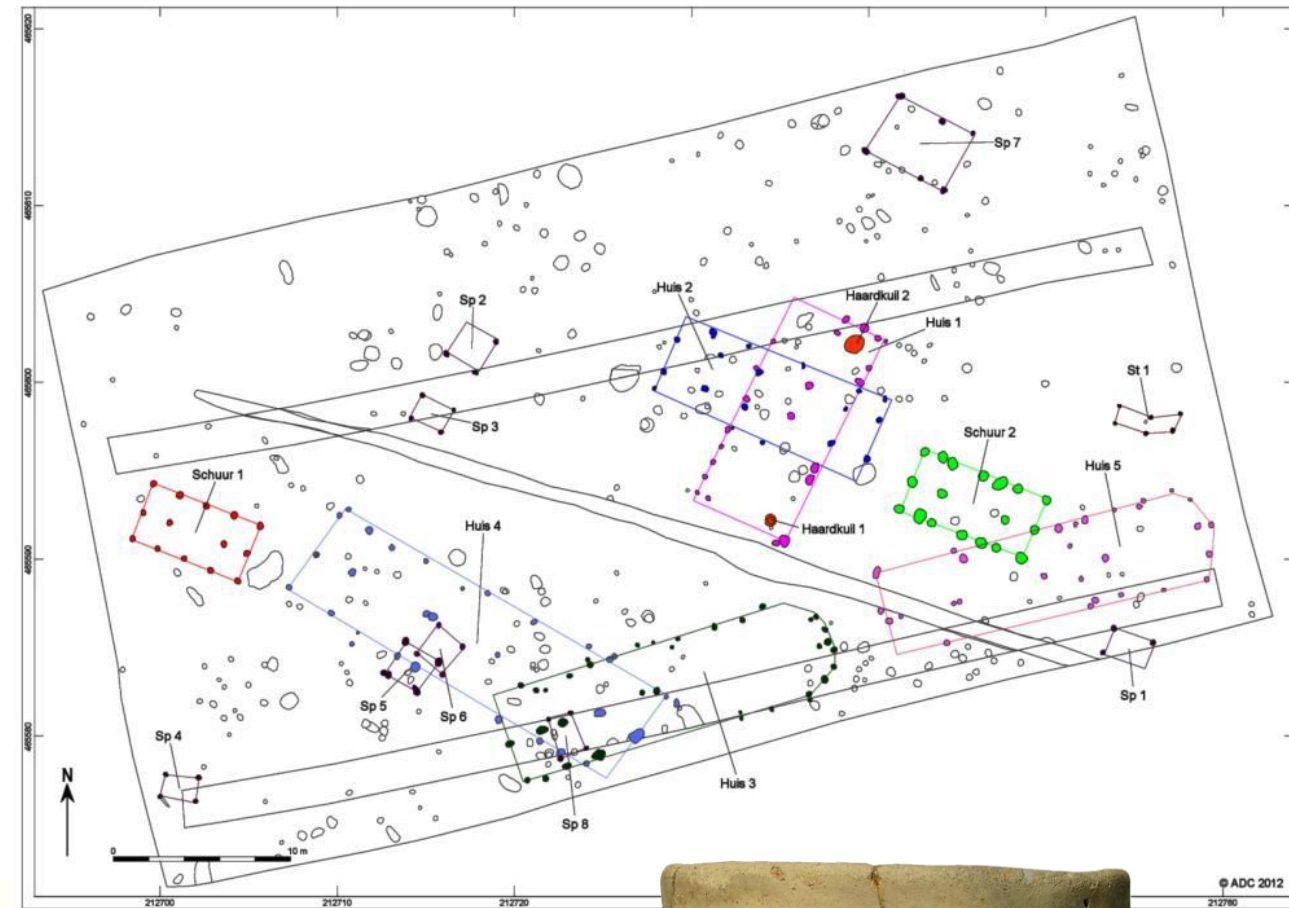 465620
Sp 7
465610
Haardkuil 2
Huis 2
Huis 1
Sp 2
465600
St 1
Sp 3
Schuur 2
Huis 5
Schuur 1
Huis 4
Haardkuil 1
465590
Sp 5
Sp 6
Sp 1
465580
Sp 4
Huis 3
N
Sp 8
0 10 m
© ADC 2012
212700 212710 212720 212760